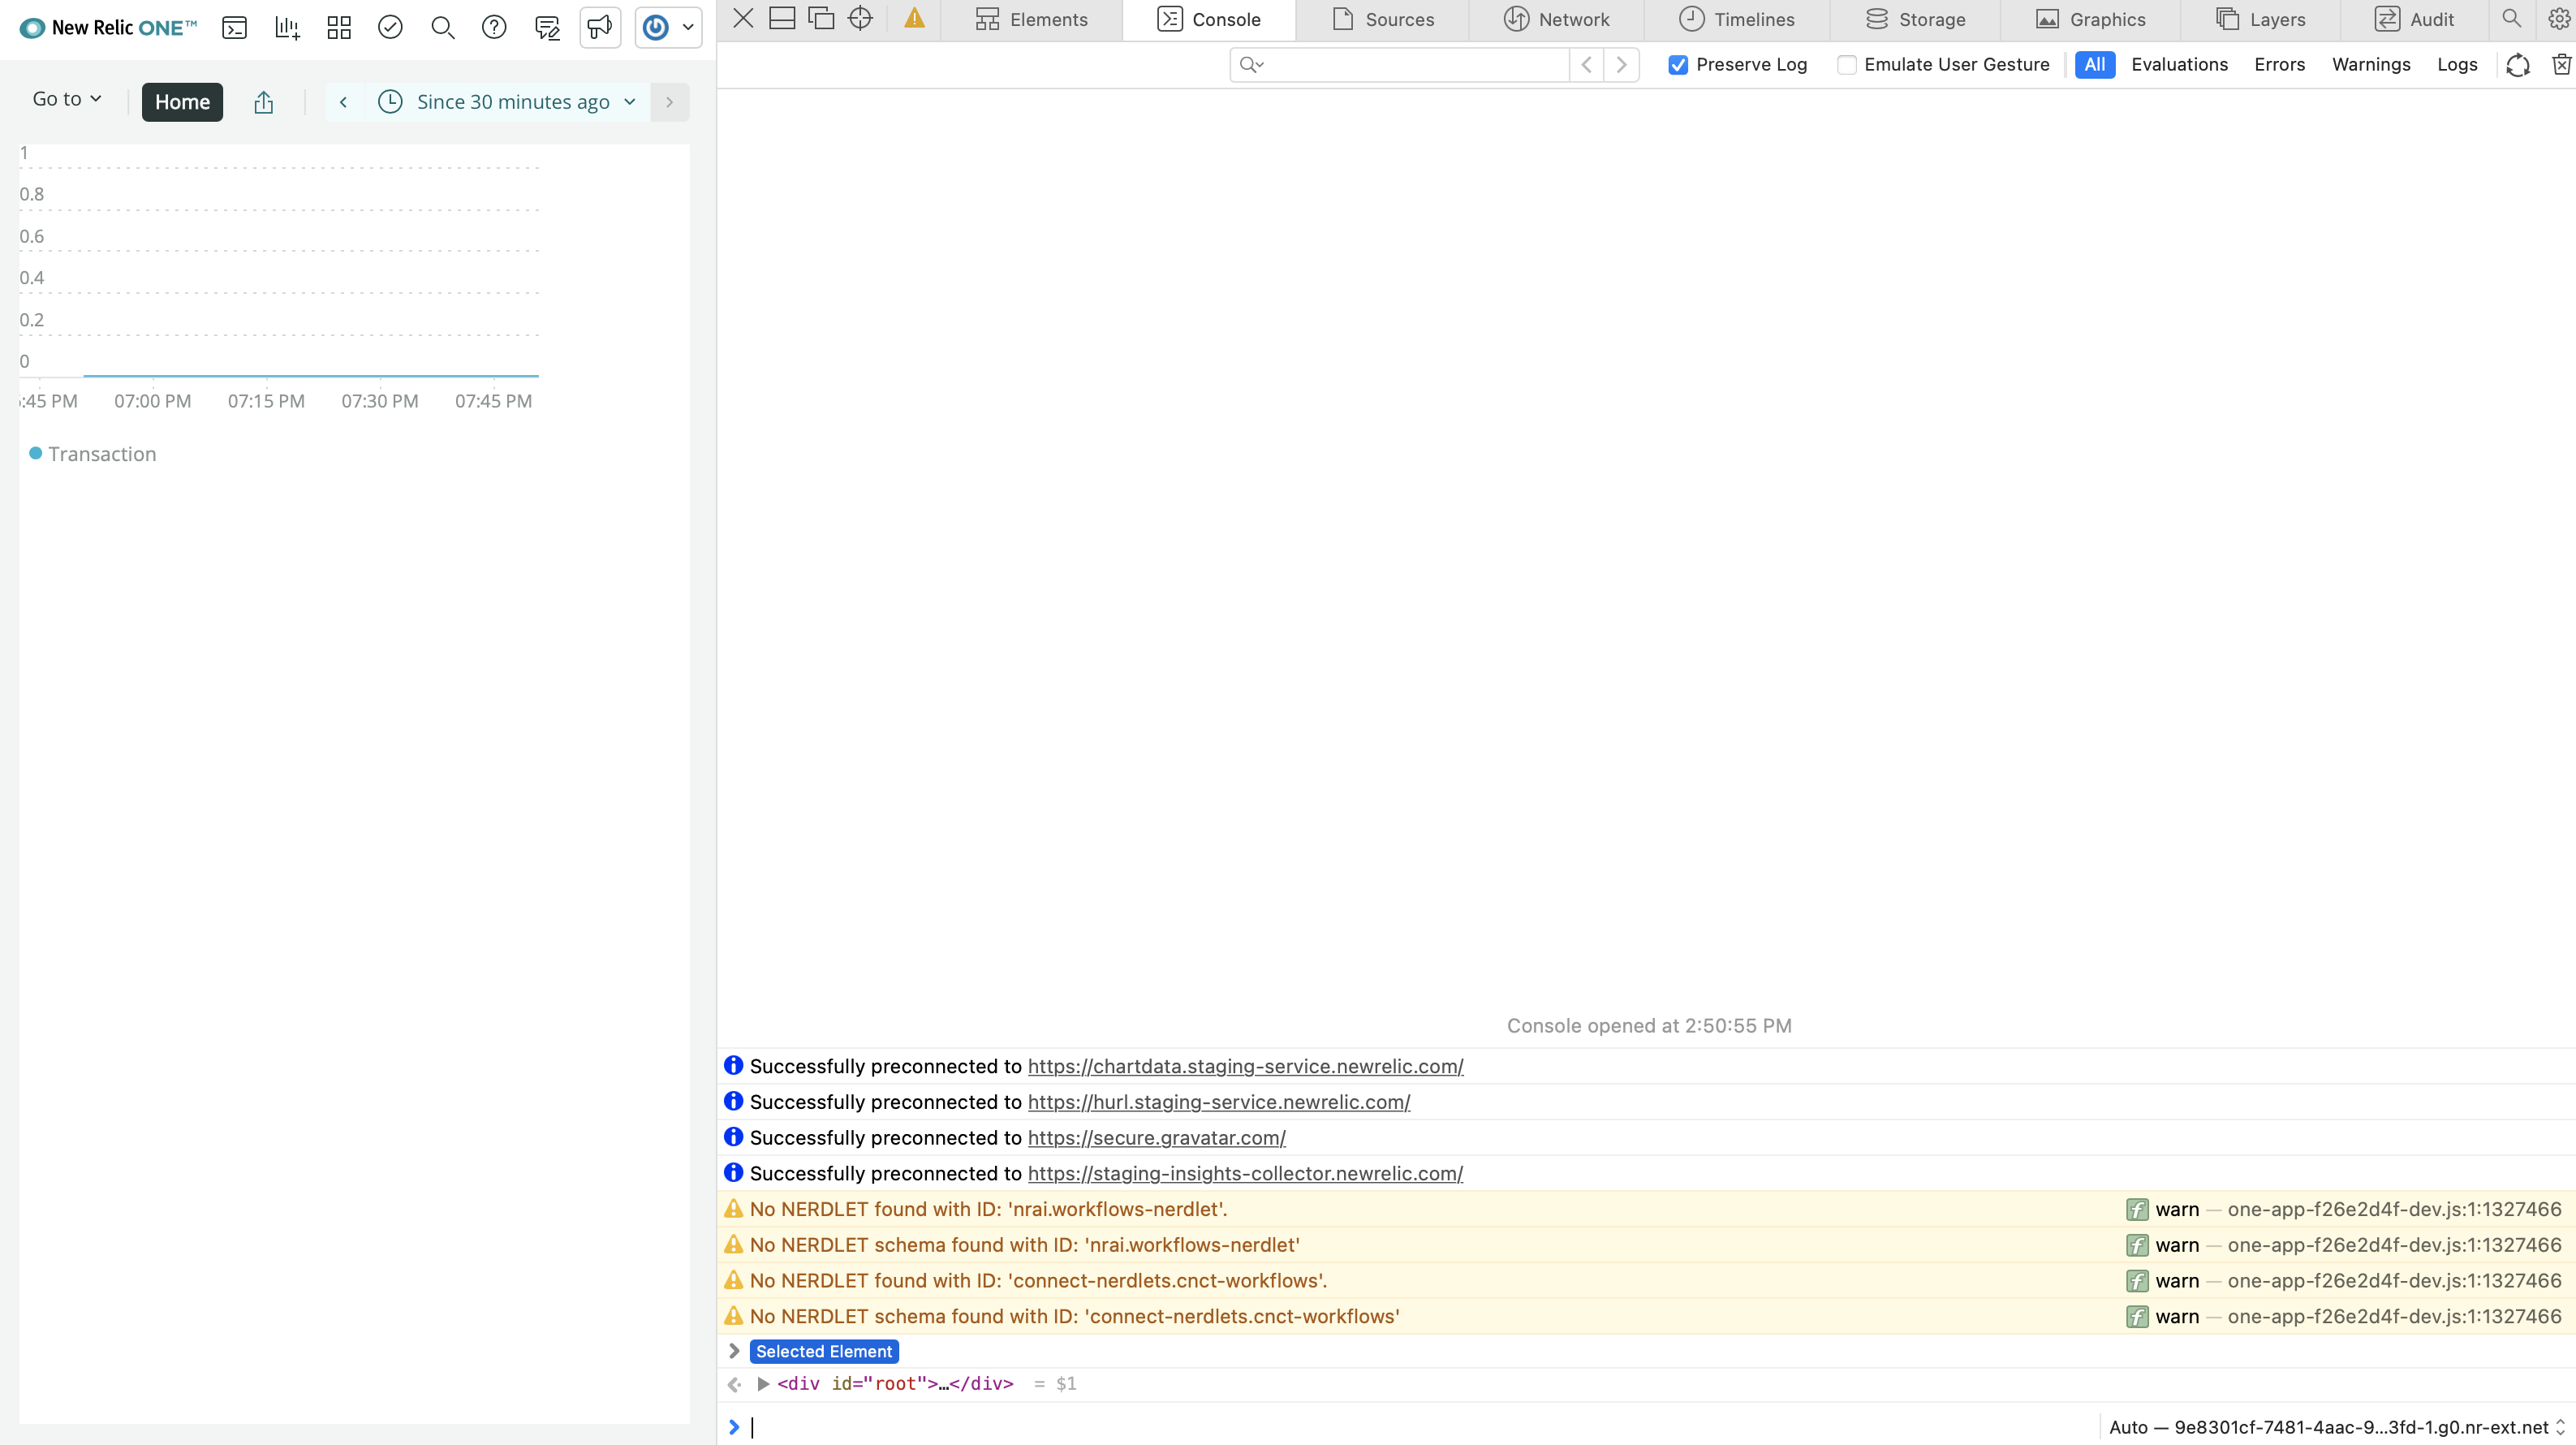 New Relic ONE™
Go to
Home
Since 30 minutes ago
1
0.8
0.6
0.4
0.2
0
:45 PM 07:00 PM 07:15 PM 07:30 PM 07:45 PM
Transaction
Elements Console Sources Network Timelines Storage Graphics Layers Audit
Preserve Log Emulate User Gesture All Evaluations Errors Warnings Logs
Console opened at 2:50:55 PM
Successfully preconnected to https://chartdata.staging-service.newrelic.com/
Successfully preconnected to https://hurl.staging-service.newrelic.com/
Successfully preconnected to https://secure.gravatar.com/
Successfully preconnected to https://staging-insights-collector.newrelic.com/
No NERDLET found with ID: 'nrai.workflows-nerdlet'. f warn — one-app-f26e2d4f-dev.js:1:1327466
No NERDLET schema found with ID: 'nrai.workflows-nerdlet' f warn — one-app-f26e2d4f-dev.js:1:1327466
No NERDLET found with ID: 'connect-nerdlets.cnct-workflows'. f warn — one-app-f26e2d4f-dev.js:1:1327466
No NERDLET schema found with ID: 'connect-nerdlets.cnct-workflows' f warn — one-app-f26e2d4f-dev.js:1:1327466
Selected Element
<div id="root">…</div> = $1
Auto — 9e8301cf-7481-4aac-9...3fd-1.g0.nr-ext.net